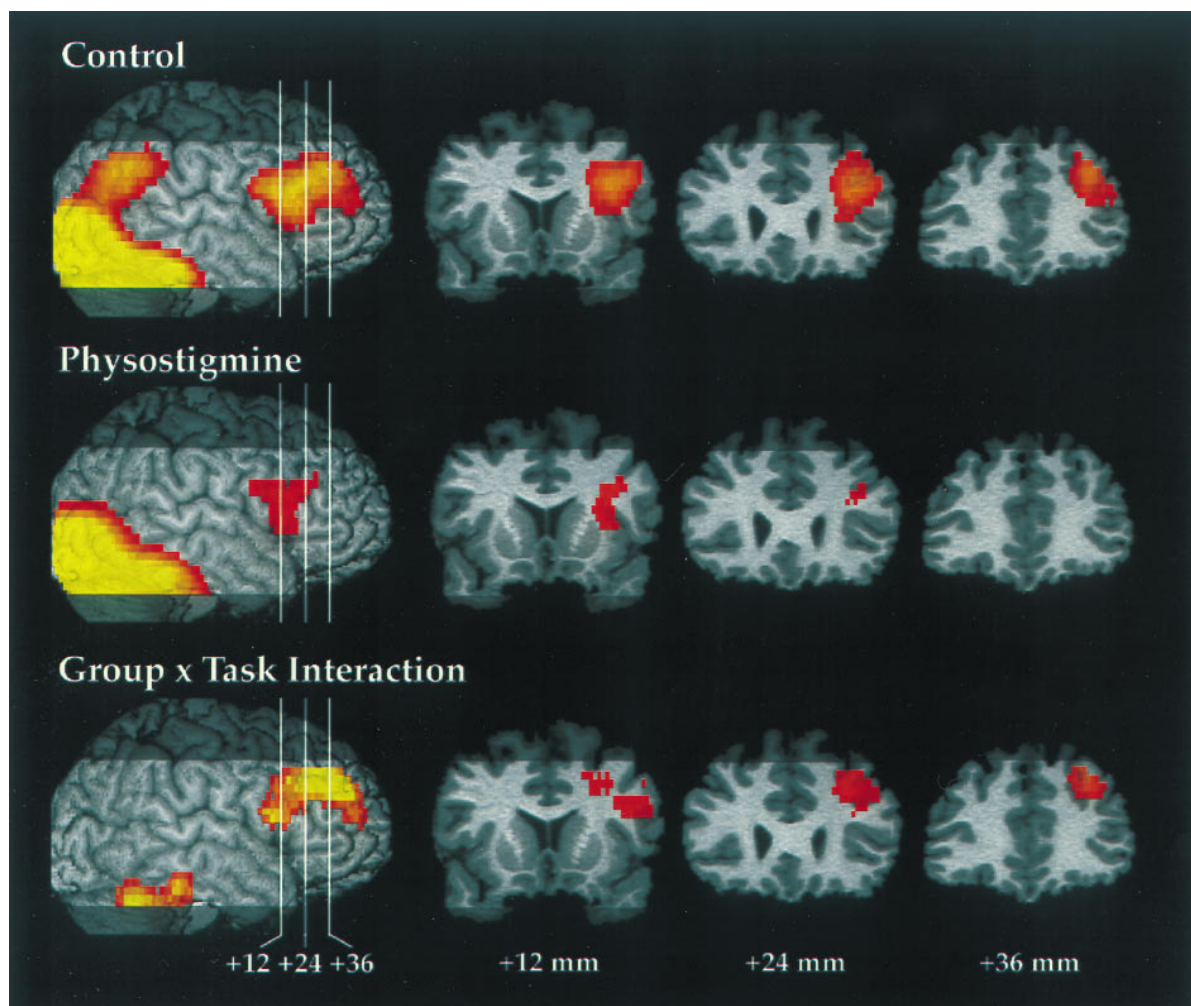 Control
Physostigmine
Group x Task Interaction
+12 +24 +36
+12 mm
+24 mm
+36 mm